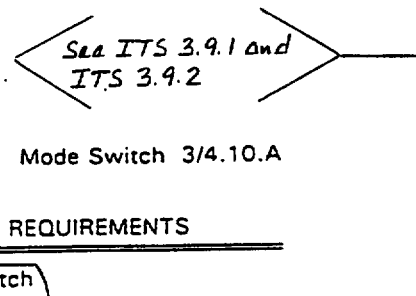 See ITS 3.9.1 and
ITS 3.9.2
Mode Switch 3/4.10.A
REQUIREMENTS
tch